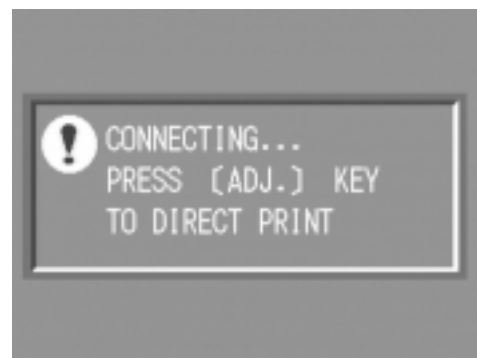 CONNECTING...
PRESS [ADJ.] KEY
TO DIRECT PRINT